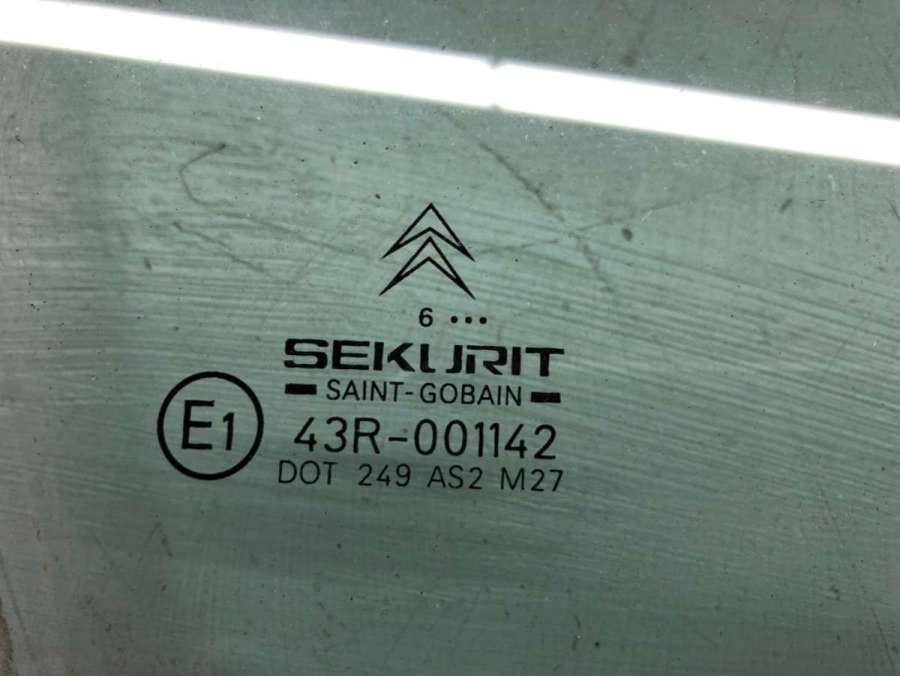 6 •••
SEKURIT
SAINT-GOBAIN
E1
43R-001142
DOT 249 AS2 M27